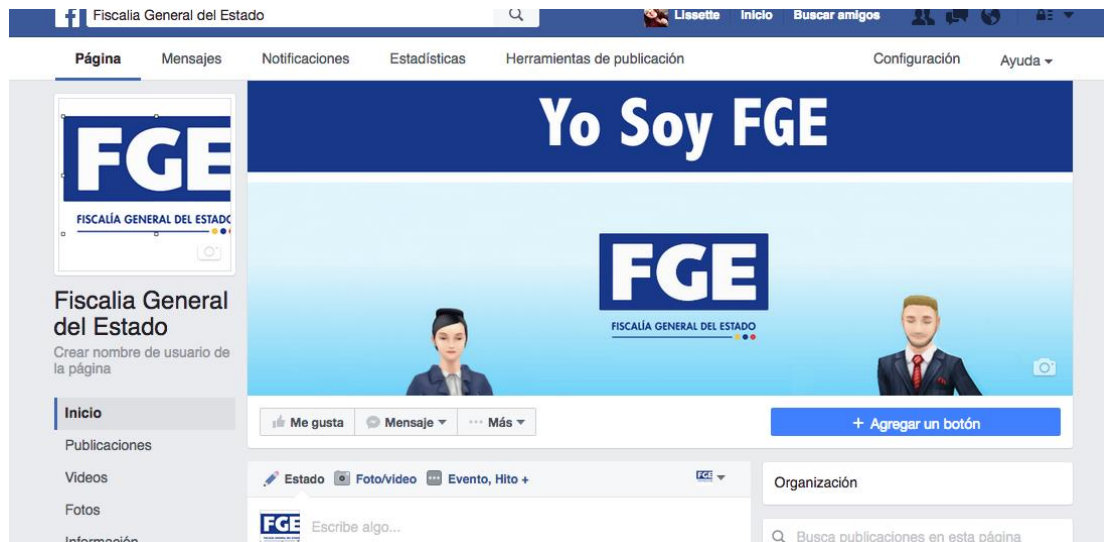 Fiscalia General del Estado
Lissette Inicio Buscar amigos
Página Mensajes Notificaciones Estadísticas Herramientas de publicación Configuración Ayuda
FGE
FISCALÍA GENERAL DEL ESTADO
Yo Soy FGE
FGE
FISCALÍA GENERAL DEL ESTADO
Fiscalia General
del Estado
Crear nombre de usuario de
la página
Inicio
Publicaciones
Videos
Fotos
Información
Me gusta Mensaje ··· Más
+ Agregar un botón
Estado Foto/video Evento, Hito +
FGE
Organización
FGE
Escribe algo...
Busca publicaciones en esta página